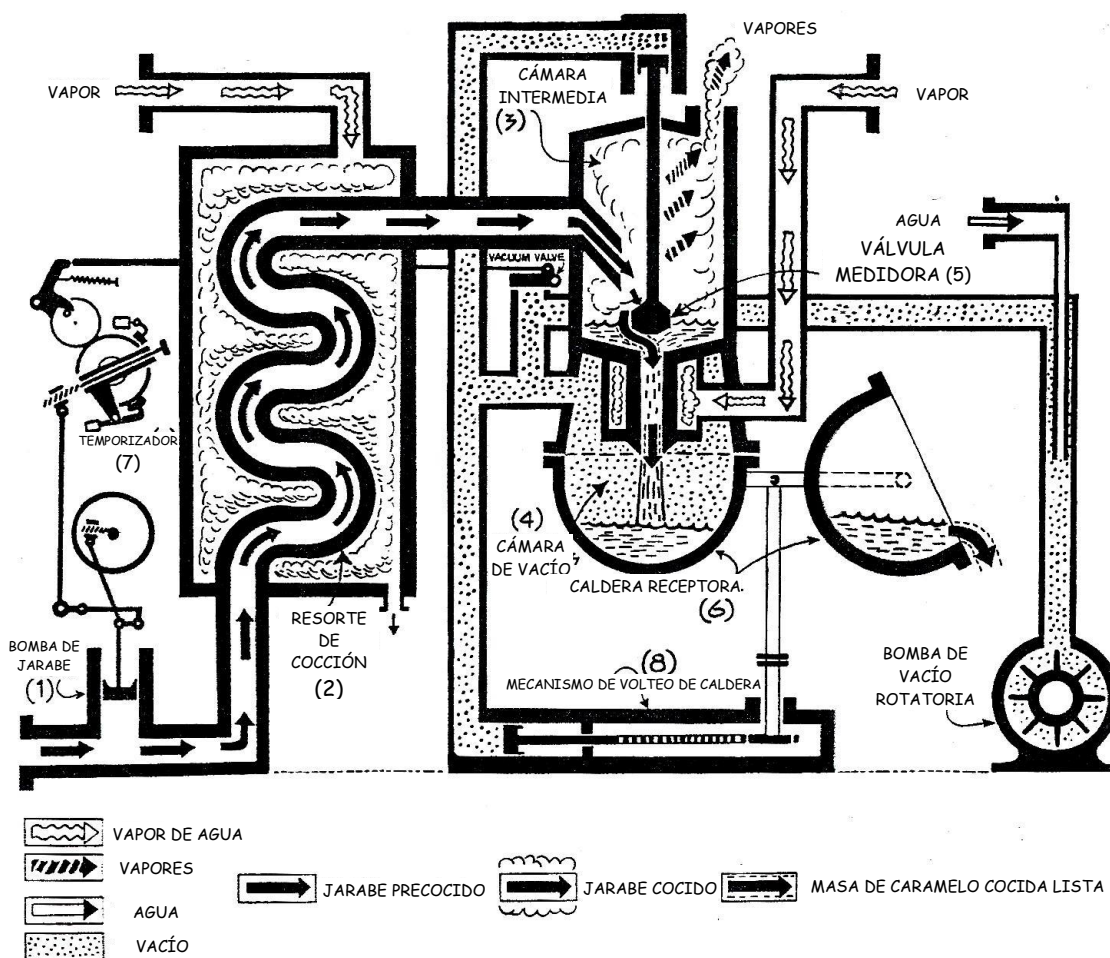 VAPORES
CÁMARA
INTERMEDIA
(3)
VAPOR
VAPOR
AGUA
VÁLVULA
MEDIDORA (5)
VACUUM VALVE
TEMPORIZADOR
(7)
(4)
CÁMARA
DE VACÍO
CALDERA RECEPTORA.
(6)
RESORTE
DE
COCCIÓN
(2)
BOMBA DE
JARABE
(1)
(8)
MECANISMO DE VOLTEO DE CALDERA
BOMBA DE
VACÍO
ROTATORIA
VAPOR DE AGUA
VAPORES
AGUA
VACÍO
JARABE PRECOCIDO
JARABE COCIDO
MASA DE CARAMELO COCIDA LISTA